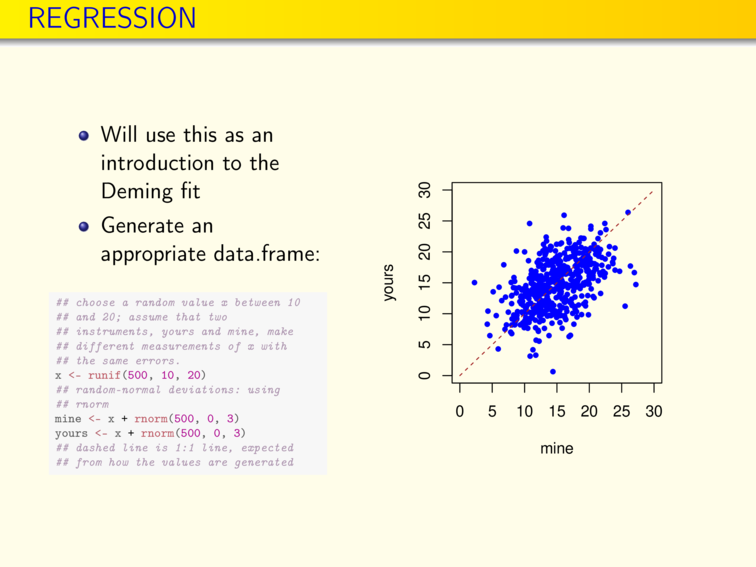 REGRESSION
Will use this as an
introduction to the
Deming fit
Generate an
appropriate data.frame:
## choose a random value x between 10
## and 20; assume that two
## instruments, yours and mine, make
## different measurements of x with
## the same errors.
x <- runif(500, 10, 20)
## random-normal deviations: using
## rnorm
mine <- x + rnorm(500, 0, 3)
yours <- x + rnorm(500, 0, 3)
## dashed line is 1:1 line, expected
## from how the values are generated
yours
30
25
20
15
10
5
0
0 5 10 15 20 25 30
mine